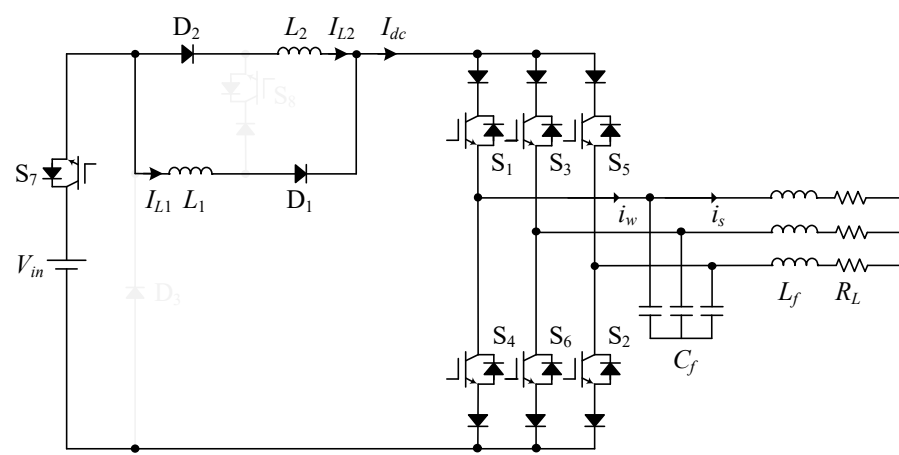 D2 L2 IL2 Idc
S8
S7
IL1 L1 D1
S1 S3 S5
iw is
Vin
D3
Lf RL
S4 S6 S2
Cf